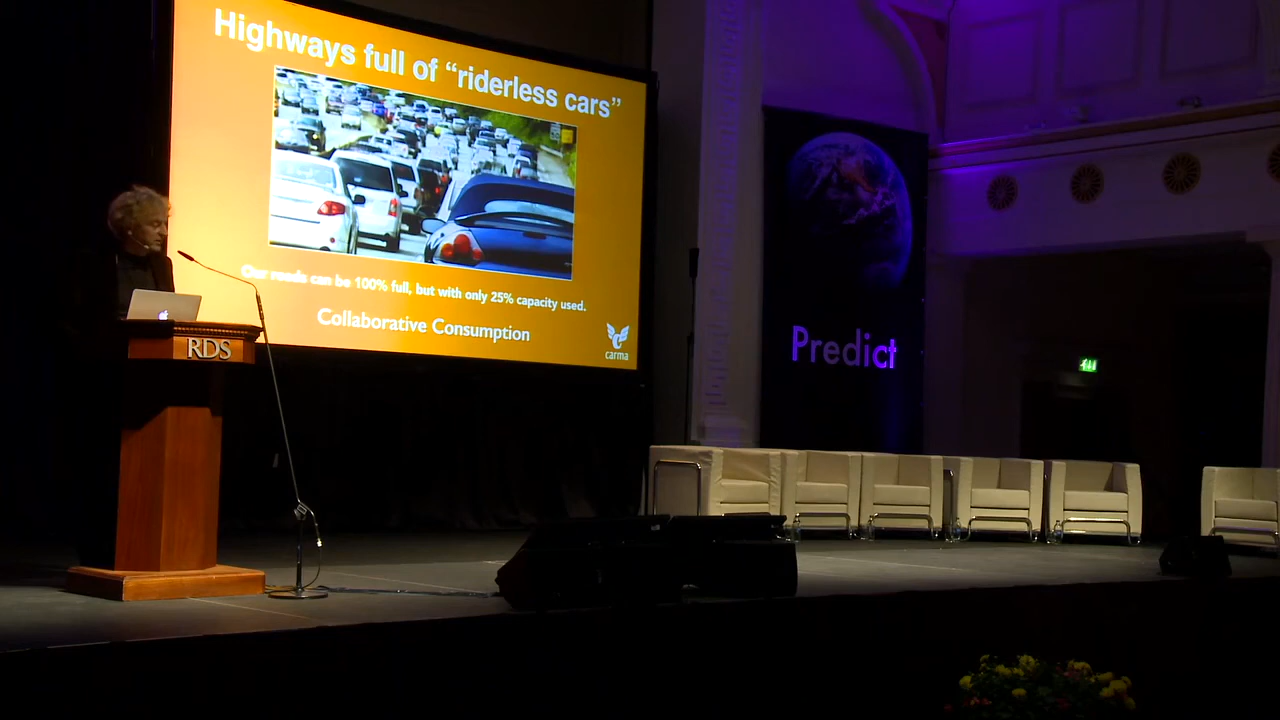 Highways full of “riderless cars”
Our roads can be 100% full, but with only 25% capacity used.
Collaborative Consumption
carma
RDS
Predict